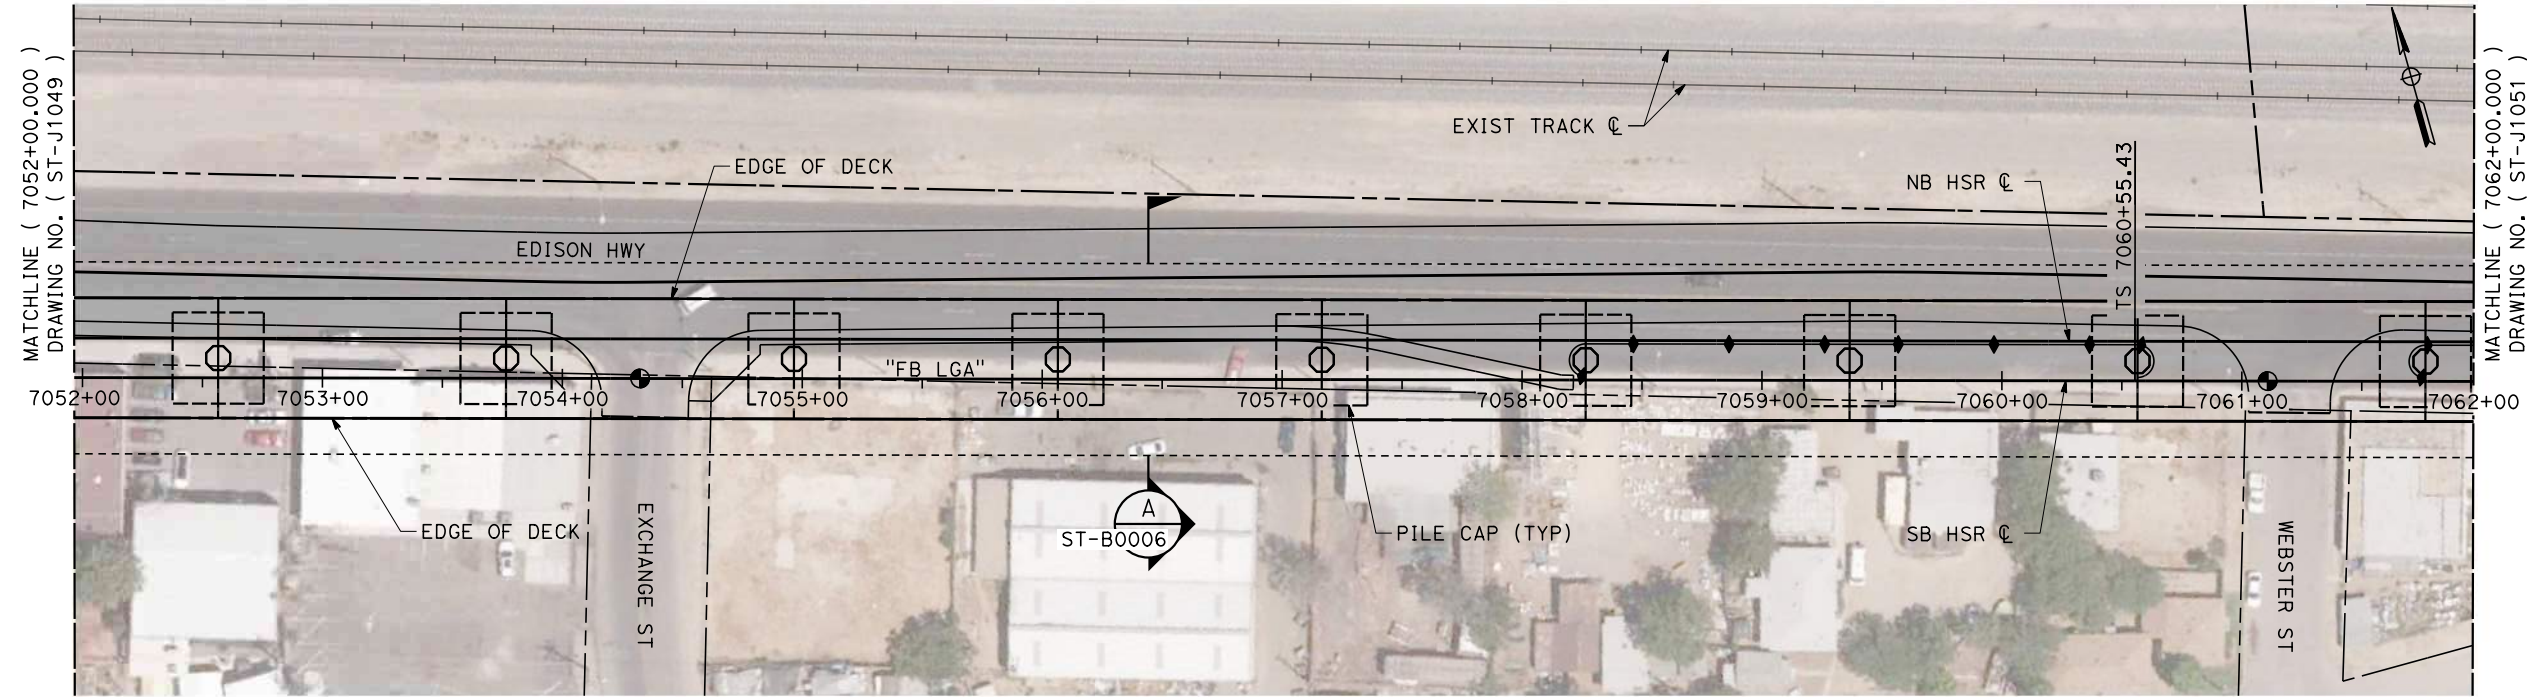 MATCHLINE ( 7052+00.000 )
DRAWING NO. ( ST-J1049 )
EXIST TRACK ℄
EDGE OF DECK
NB HSR ℄
TS 7060+55.43
EDISON HWY
"FB LGA"
7052+00
7053+00
7054+00
7055+00
7056+00
7057+00
7058+00
7059+00
7060+00
7061+00
7062+00
EDGE OF DECK
EXCHANGE ST
A
ST-B0006
PILE CAP (TYP)
SB HSR ℄
WEBSTER ST
MATCHLINE ( 7062+00.000 )
DRAWING NO. ( ST-J1051 )